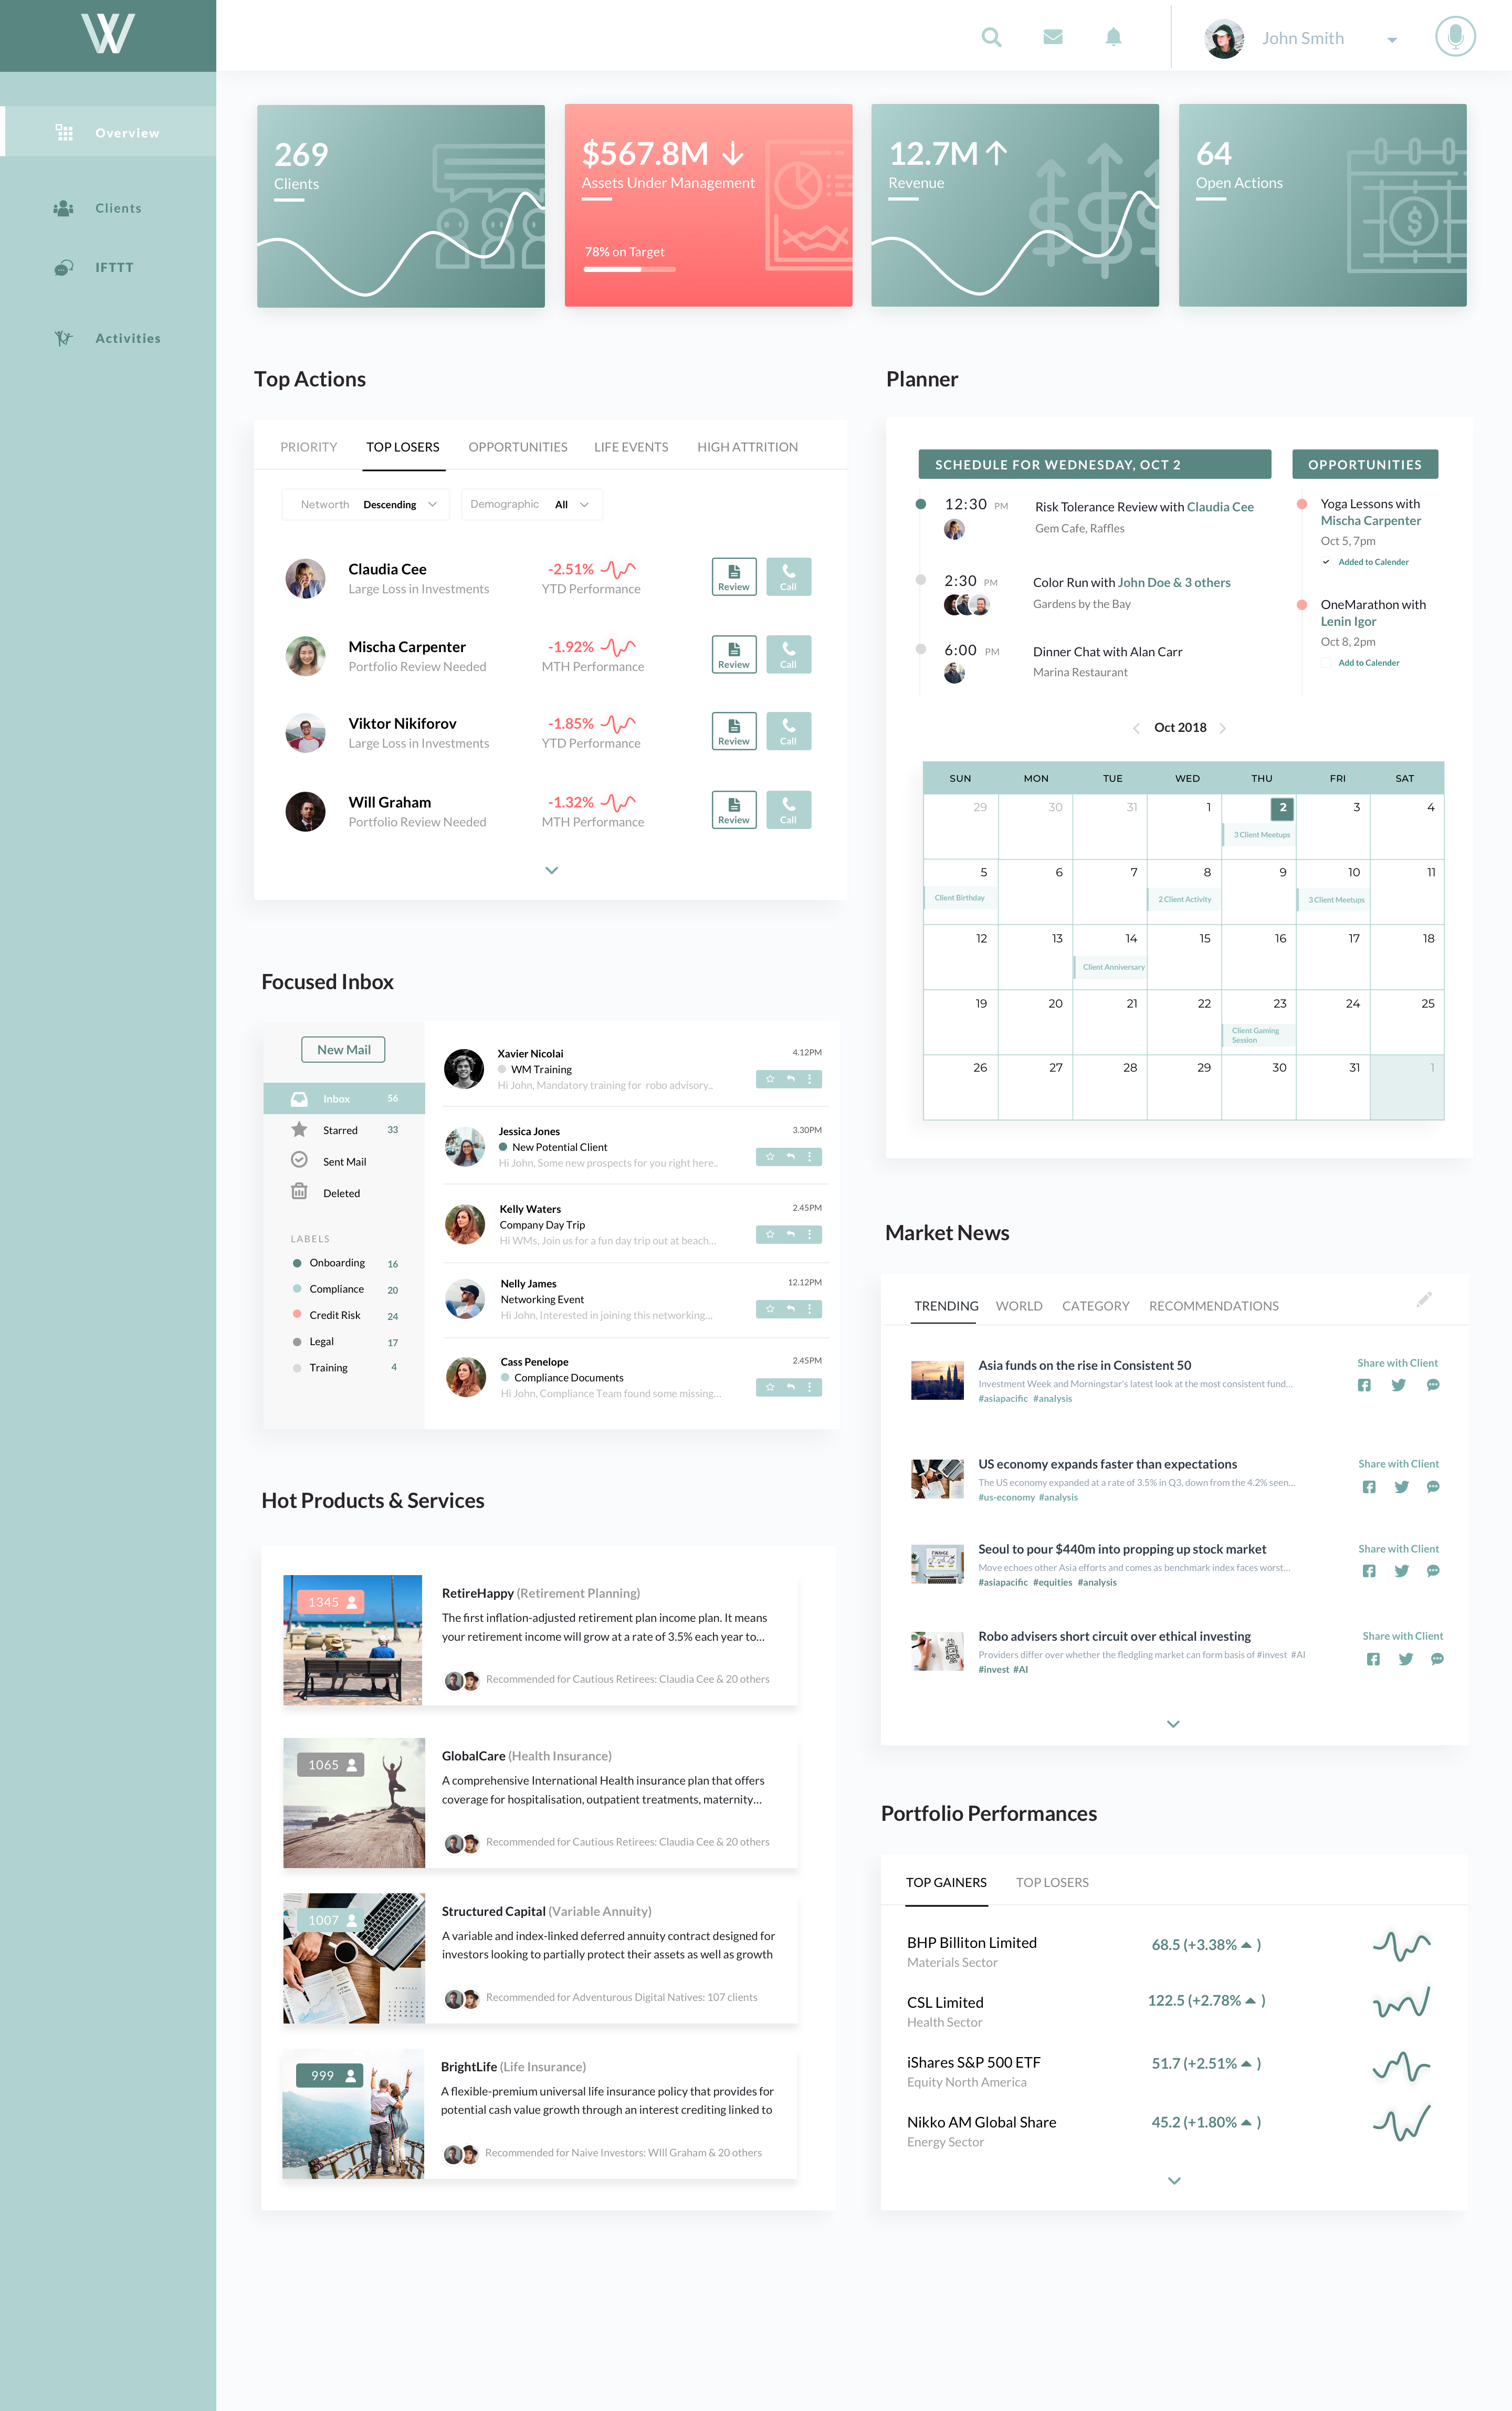 W
John Smith
Overview
Clients
IFTTT
Activities
269
Clients
$567.8M
Assets Under Management
78% on Target
12.7M
Revenue
64
Open Actions
Top Actions
PRIORITY TOP LOSERS OPPORTUNITIES LIFE EVENTS HIGH ATTRITION
Networth Descending Demographic All
Claudia Cee -2.51%
Large Loss in Investments YTD Performance
Review Call
Mischa Carpenter -1.92%
Portfolio Review Needed MTH Performance
Review Call
Viktor Nikiforov -1.85%
Large Loss in Investments YTD Performance
Review Call
Will Graham -1.32%
Portfolio Review Needed MTH Performance
Review Call
Planner
SCHEDULE FOR WEDNESDAY, OCT 2
12:30 PM Risk Tolerance Review with Claudia Cee
Gem Cafe, Raffles
2:30 PM Color Run with John Doe & 3 others
Gardens by the Bay
6:00 PM Dinner Chat with Alan Carr
Marina Restaurant
OPPORTUNITIES
Yoga Lessons with
Mischa Carpenter
Oct 5, 7pm
Added to Calender
OneMarathon with
Lenin Igor
Oct 8, 2pm
Add to Calender
Oct 2018
SUN MON TUE WED THU FRI SAT
29 30 31 1 2 3 4
3 Client Meetups
5 6 7 8 9 10 11
Client Birthday 2 Client Activity 3 Client Meetups
12 13 14 15 16 17 18
Client Anniversary
19 20 21 22 23 24 25
Client Gaming
Session
26 27 28 29 30 31 1
Focused Inbox
New Mail
Inbox 56
Starred 33
Sent Mail
Deleted
LABELS
Onboarding 16
Compliance 20
Credit Risk 24
Legal 17
Training 4
Xavier Nicolai 4.12PM
WM Training
Hi John, Mandatory training for robo advisory..
Jessica Jones 3.30PM
New Potential Client
Hi John, Some new prospects for you right here..
Kelly Waters 2.45PM
Company Day Trip
Hi WMs, Join us for a fun day trip out at beach...
Nelly James 12.12PM
Networking Event
Hi John, Interested in joining this networking...
Cass Penelope 2.45PM
Compliance Documents
Hi John, Compliance Team found some missing...
Market News
TRENDING WORLD CATEGORY RECOMMENDATIONS
Asia funds on the rise in Consistent 50
Investment Week and Morningstar's latest look at the most consistent fund...
#asiapacific #analysis
Share with Client
US economy expands faster than expectations
The US economy expanded at a rate of 3.5% in Q3, down from the 4.2% seen...
#us-economy #analysis
Share with Client
Seoul to pour $440m into propping up stock market
Move echoes other Asia efforts and comes as benchmark index faces worst...
#asiapacific #equities #analysis
Share with Client
FINANCE
Robo advisers short circuit over ethical investing
Providers differ over whether the fledgling market can form basis of #invest #AI
#invest #AI
Share with Client
Hot Products & Services
1345
RetireHappy (Retirement Planning)
The first inflation-adjusted retirement plan income plan. It means
your retirement income will grow at a rate of 3.5% each year to...
Recommended for Cautious Retirees: Claudia Cee & 20 others
1065
GlobalCare (Health Insurance)
A comprehensive International Health insurance plan that offers
coverage for hospitalisation, outpatient treatments, maternity...
Recommended for Cautious Retirees: Claudia Cee & 20 others
1007
Structured Capital (Variable Annuity)
A variable and index-linked deferred annuity contract designed for
investors looking to partially protect their assets as well as growth
Recommended for Adventurous Digital Natives: 107 clients
999
BrightLife (Life Insurance)
A flexible-premium universal life insurance policy that provides for
potential cash value growth through an interest crediting linked to
Recommended for Naive Investors: WIll Graham & 20 others
Portfolio Performances
TOP GAINERS TOP LOSERS
BHP Billiton Limited 68.5 (+3.38% )
Materials Sector
CSL Limited 122.5 (+2.78% )
Health Sector
iShares S&P 500 ETF 51.7 (+2.51% )
Equity North America
Nikko AM Global Share 45.2 (+1.80% )
Energy Sector